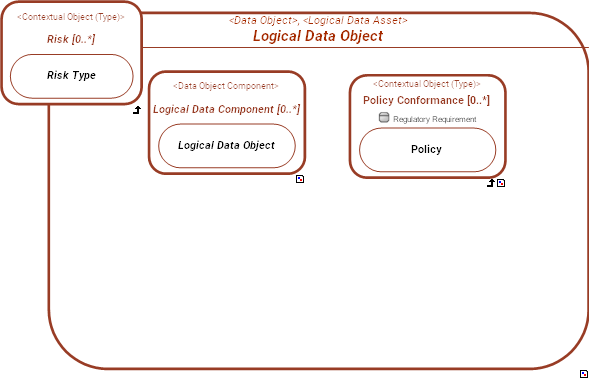 <Contextual Object (Type)>
Risk [0..*]
Risk Type
<Data Object>, <Logical Data Asset>
Logical Data Object
<Data Object Component>
Logical Data Component [0..*]
Logical Data Object
<Contextual Object (Type)>
Policy Conformance [0..*]
Regulatory Requirement
Policy